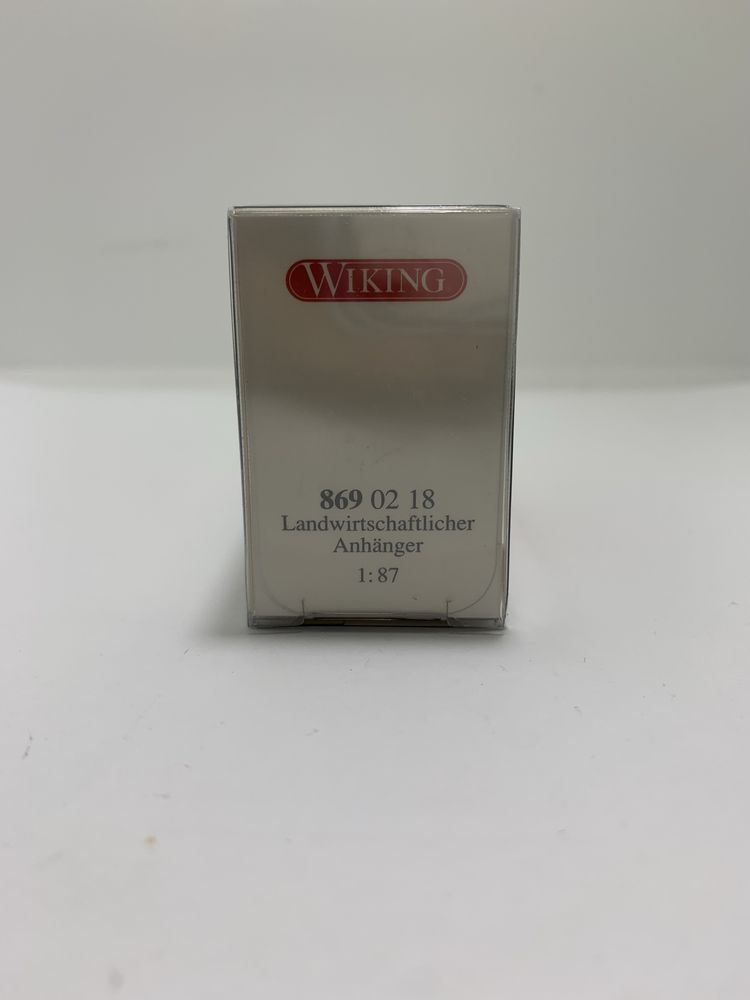 WIKING
869 02 18
Landwirtschaftlicher
Anhänger
1:87